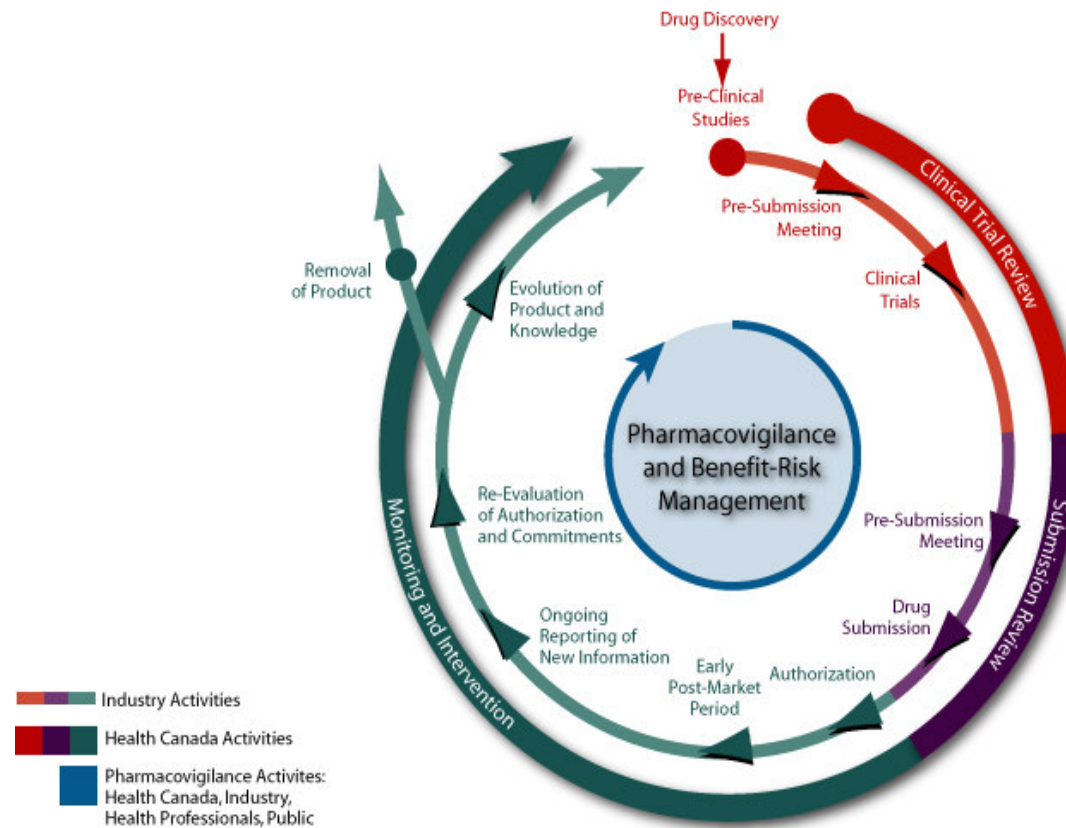 Drug Discovery
Pre-Clinical
Studies
Clinical Trial Review
Pre-Submission
Meeting
Clinical
Trials
Removal
of Product
Evolution of
Product and
Knowledge
Pharmacovigilance
and Benefit-Risk
Management
Re-Evaluation
of Authorization
and Commitments
Pre-Submission
Meeting
Submission Review
Monitoring and Intervention
Drug
Submission
Ongoing
Reporting of
New Information
Early
Post-Market
Period
Authorization
Industry Activities
Health Canada Activities
Pharmacovigilance Activites:
Health Canada, Industry,
Health Professionals, Public